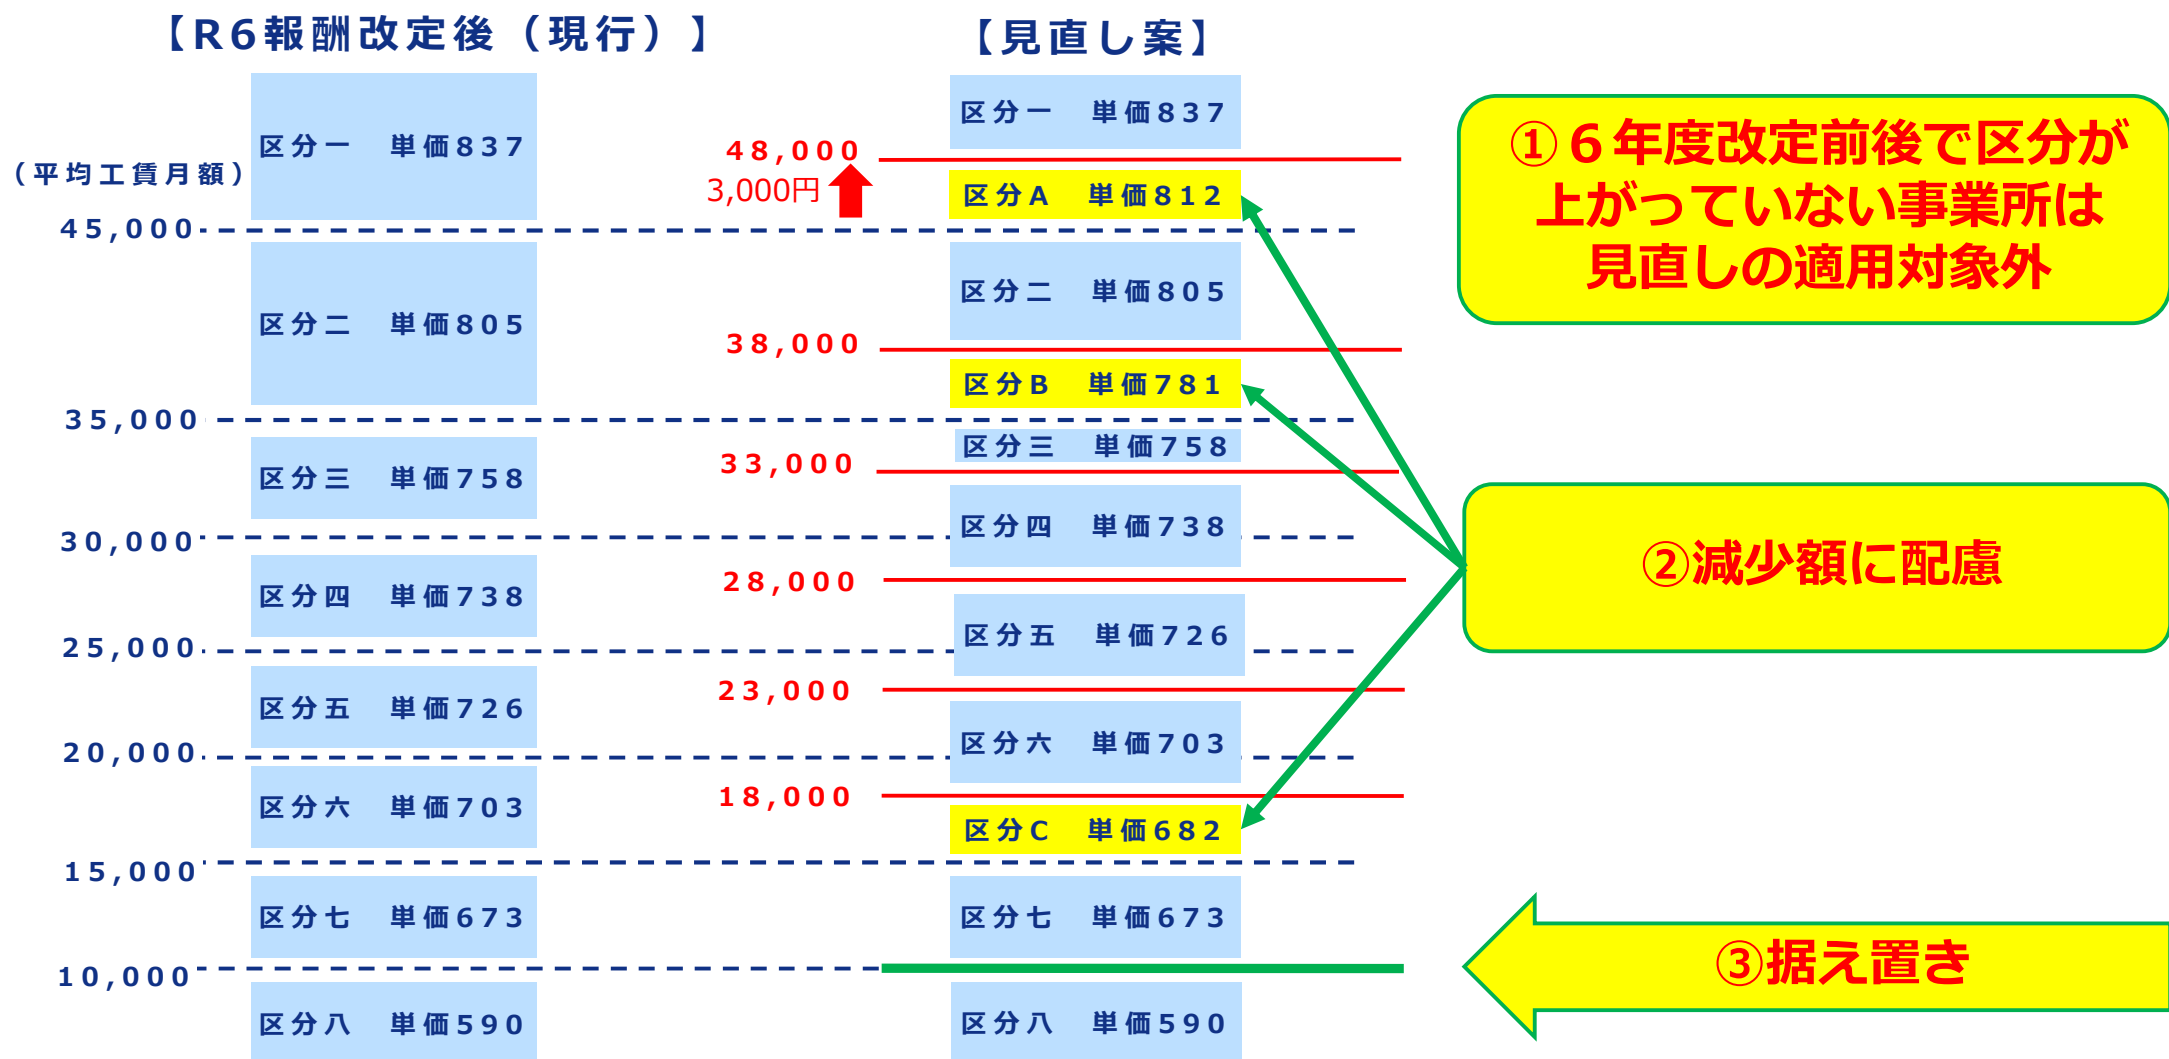 【R6報酬改定後（現行）】
区分一　単価837
（平均工賃月額）
45,000
区分二　単価805
35,000
区分三　単価758
30,000
区分四　単価738
25,000
区分五　単価726
20,000
区分六　単価703
15,000
区分七　単価673
10,000
区分八　単価590
【見直し案】
区分一　単価837
48,000
3,000円
区分A　単価812
区分二　単価805
38,000
区分B　単価781
区分三　単価758
33,000
区分四　単価738
28,000
区分五　単価726
23,000
区分六　単価703
18,000
区分C　単価682
区分七　単価673
区分八　単価590
①６年度改定前後で区分が
上がっていない事業所は
見直しの適用対象外
②減少額に配慮
③据え置き